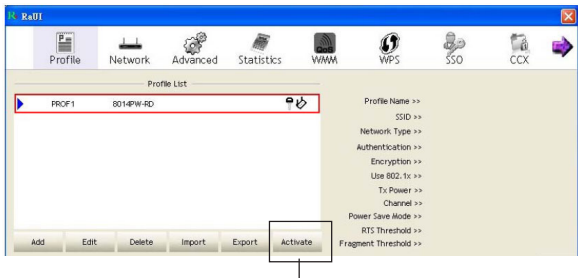 RaUI
Profile Network Advanced Statistics QoS WMM WPS SSO CCX
Profile List
PROF1 8014PW-RD
Profile Name >>
SSID >>
Network Type >>
Authentication >>
Encryption >>
Use 802.1x >>
Tx Power >>
Channel >>
Power Save Mode >>
RTS Threshold >>
Fragment Threshold >>
Add Edit Delete Import Export Activate